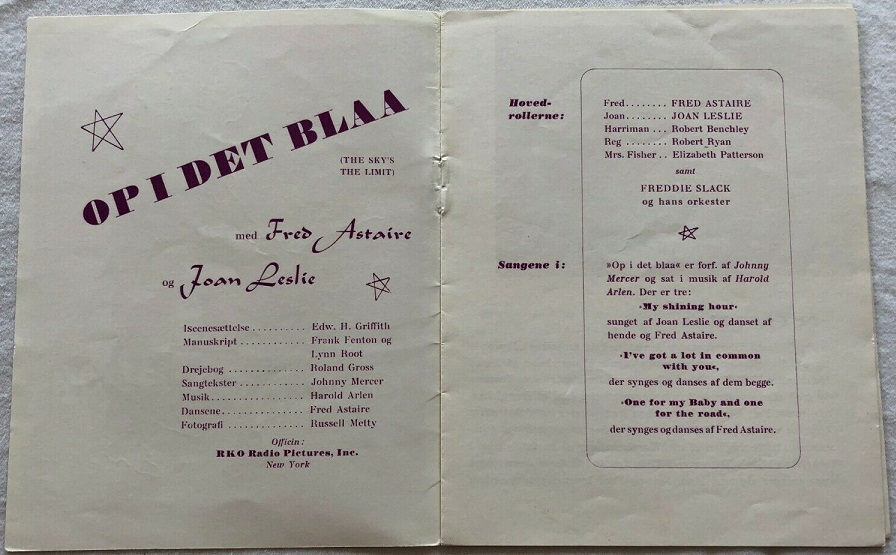 OP I DET BLAA
(THE SKY'S
THE LIMIT)
med Fred Astaire
og Joan Leslie
Iscenesættelse .......... Edw. H. Griffith
Manuskript ............ Frank Fenton og
Lynn Root
Drejebog .............. Roland Gross
Sangtekster ............ Johnny Mercer
Musik................. Harold Arlen
Dansene............... Fred Astaire
Fotografi .............. Russell Metty
Officin:
RKO Radio Pictures, Inc.
New York
Hoved-
rollerne:
Fred........ FRED ASTAIRE
Joan........ JOAN LESLIE
Harriman ... Robert Benchley
Reg ........ Robert Ryan
Mrs. Fisher .. Elizabeth Patterson
samt
FREDDIE SLACK
og hans orkester
Sangene i:
»Op i det blaa« er forf. af Johnny
Mercer og sat i musik af Harold
Arlen. Der er tre:
»My shining hour«
sunget af Joan Leslie og danset af
hende og Fred Astaire.
»I've got a lot in common
with you«,
der synges og danses af dem begge.
»One for my Baby and one
for the road«,
der synges og danses af Fred Astaire.